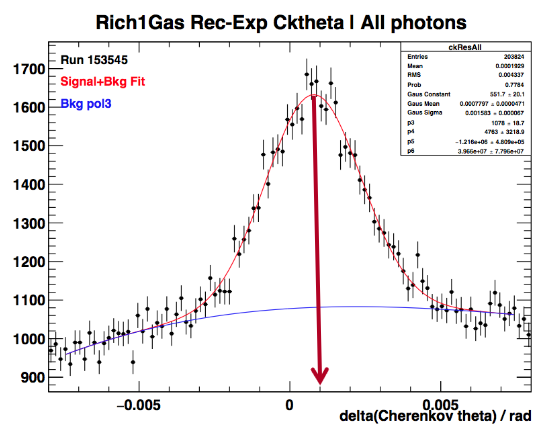 Rich1Gas Rec-Exp Cktheta | All photons
Run 153545
Signal+Bkg Fit
Bkg pol3
ckResAll
Entries 203824
Mean 0.0001929
RMS 0.004337
Prob 0.7784
Gaus Constant 551.7 ± 20.1
Gaus Mean 0.0007797 ± 0.0000471
Gaus Sigma 0.001583 ± 0.000067
p3 1078 ± 18.7
p4 4763 ± 3218.9
p5 -1.216e+06 ± 4.809e+05
p6 3.966e+07 ± 7.796e+07
1700
1600
1500
1400
1300
1200
1100
1000
900
−0.005 0 0.005
delta(Cherenkov theta) / rad